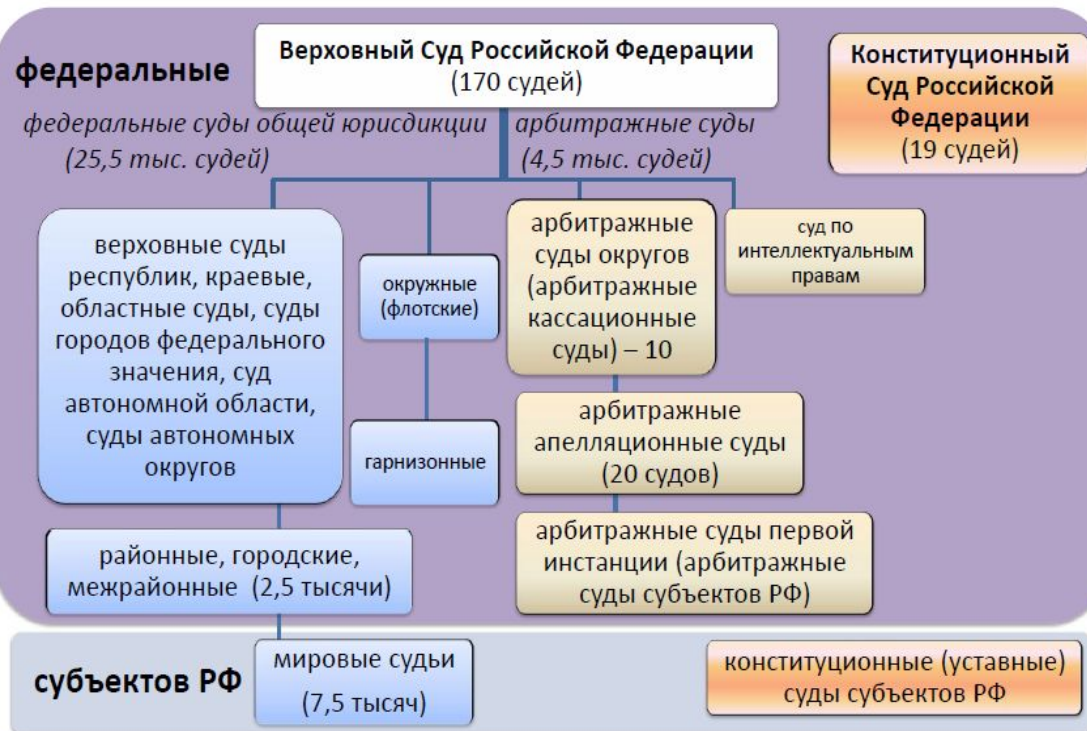 федеральные
Верховный Суд Российской Федерации
(170 судей)
Конституционный
Суд Российской
Федерации
(19 судей)
федеральные суды общей юрисдикции
(25,5 тыс. судей)
арбитражные суды
(4,5 тыс. судей)
верховные суды
республик, краевые,
областные суды, суды
городов федерального
значения, суд
автономной области,
суды автономных
округов
окружные
(флотские)
арбитражные
суды округов
(арбитражные
кассационные
суды) – 10
суд по
интеллектуальным
правам
гарнизонные
арбитражные
апелляционные суды
(20 судов)
районные, городские,
межрайонные (2,5 тысячи)
арбитражные суды первой
инстанции (арбитражные
суды субъектов РФ)
субъектов РФ
мировые судьи
(7,5 тысяч)
конституционные (уставные)
суды субъектов РФ